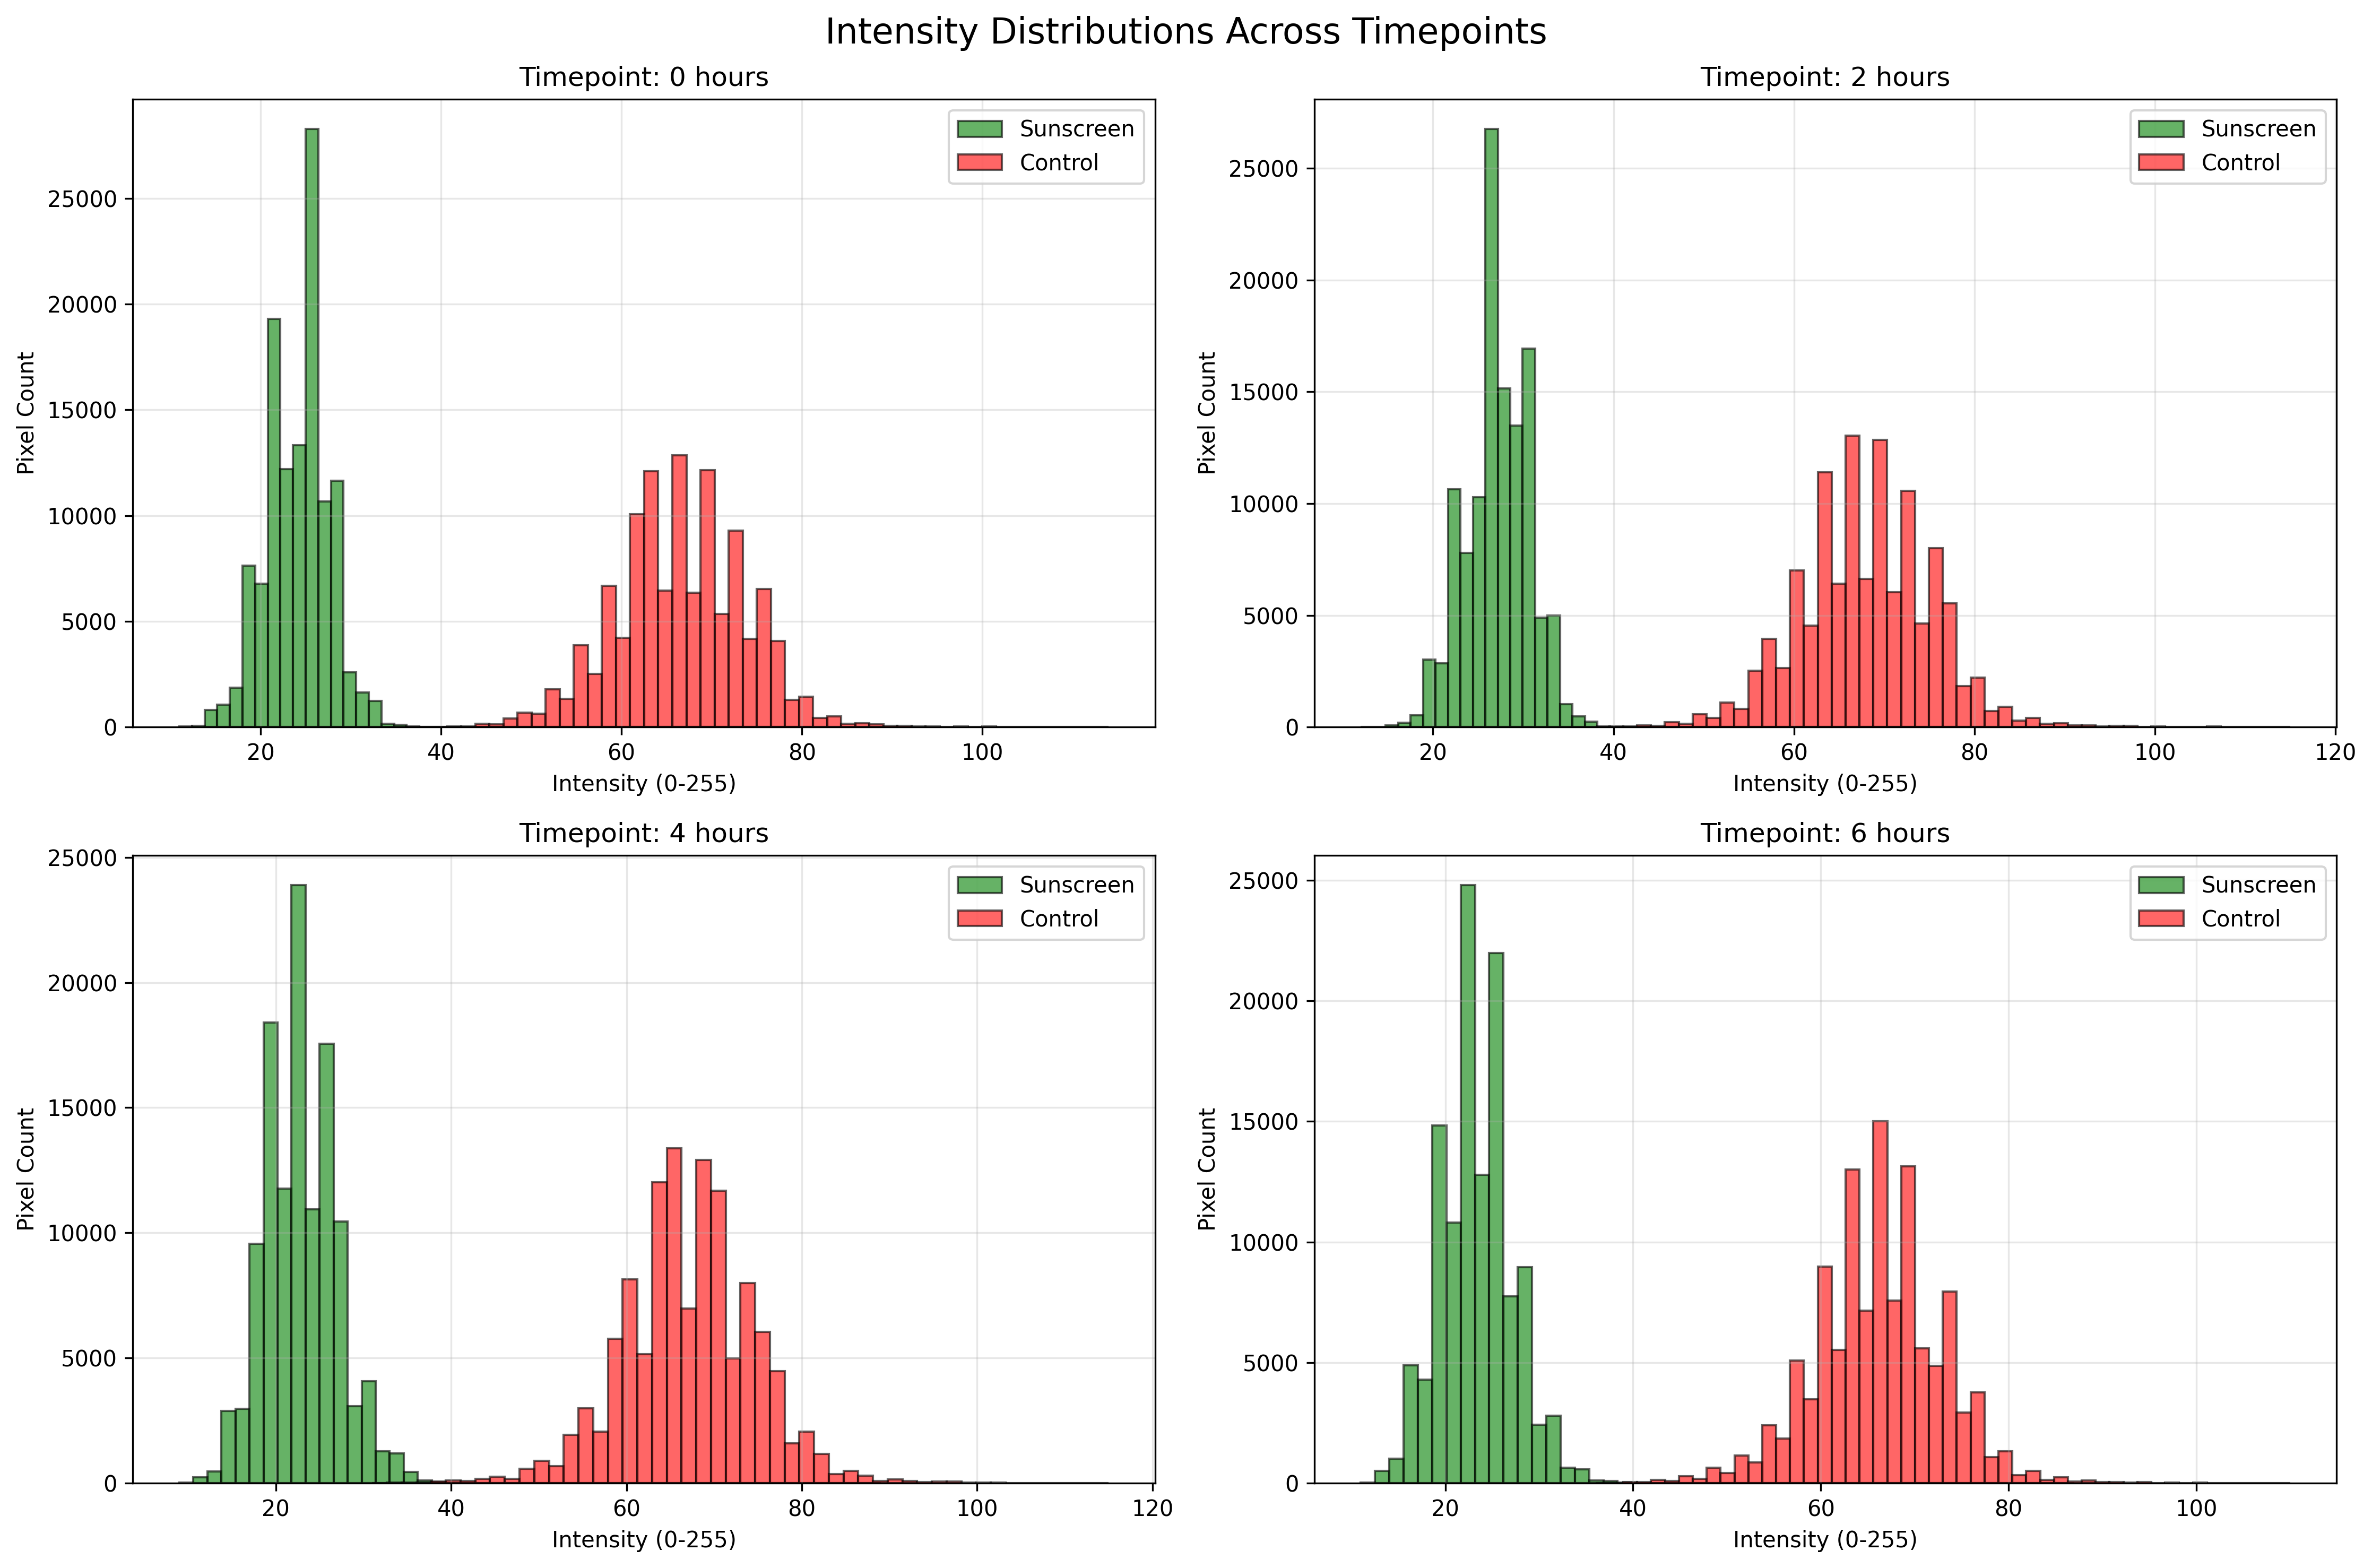 Intensity Distributions Across Timepoints
Timepoint: 0 hours
Pixel Count
25000
20000
15000
10000
5000
0
20 40 60 80 100
Intensity (0-255)
Sunscreen
Control
Timepoint: 2 hours
Pixel Count
25000
20000
15000
10000
5000
0
20 40 60 80 100 120
Intensity (0-255)
Sunscreen
Control
Timepoint: 4 hours
Pixel Count
25000
20000
15000
10000
5000
0
20 40 60 80 100 120
Intensity (0-255)
Sunscreen
Control
Timepoint: 6 hours
Pixel Count
25000
20000
15000
10000
5000
0
20 40 60 80 100
Intensity (0-255)
Sunscreen
Control